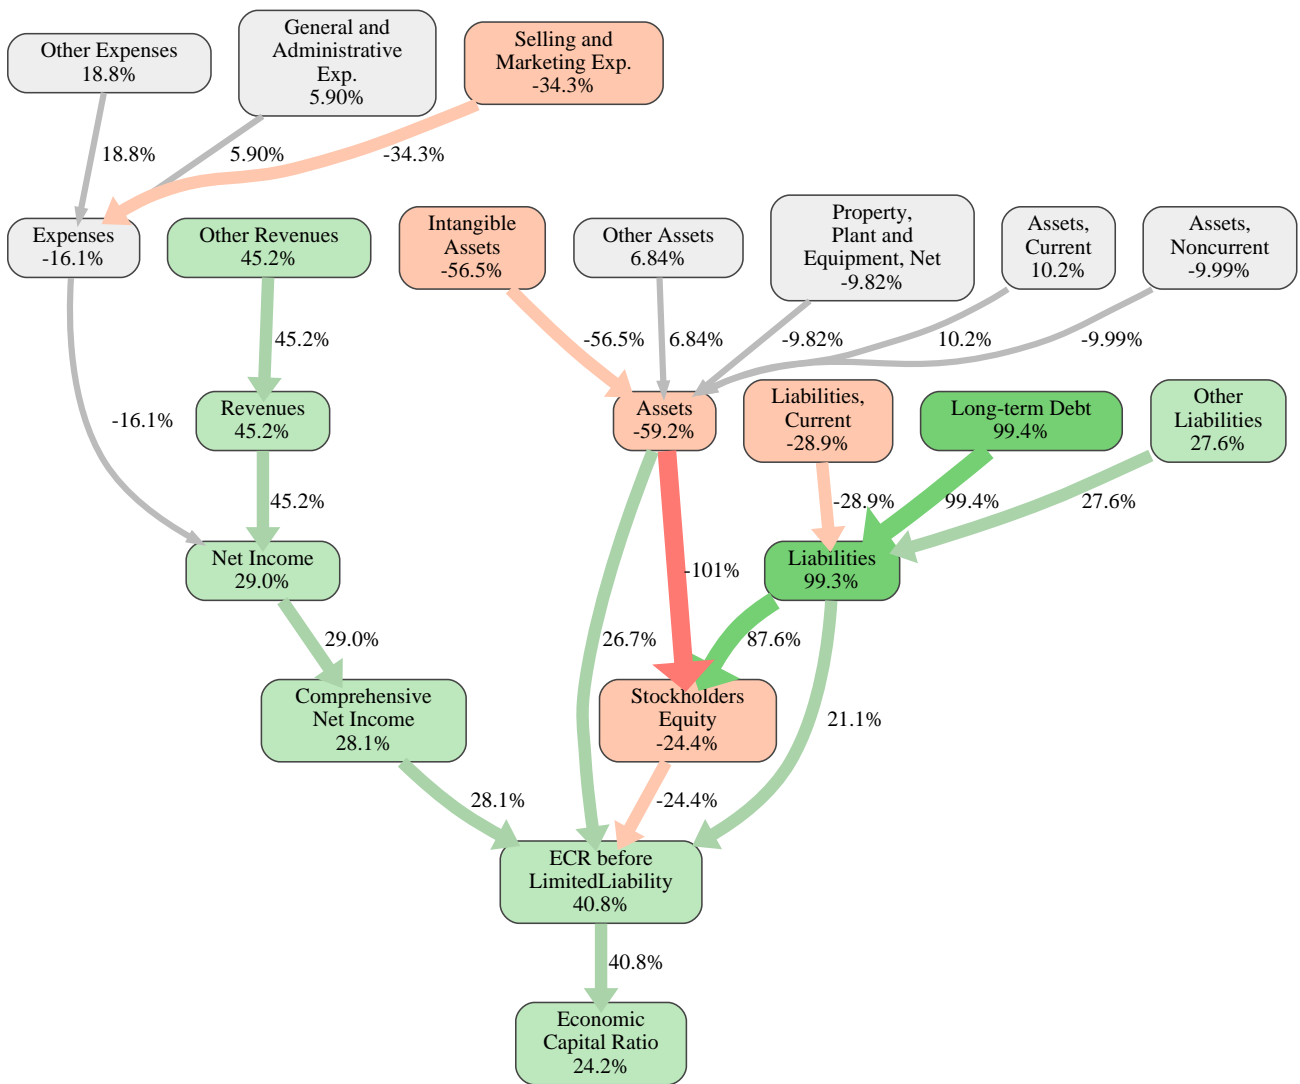 Other Expenses
18.8%
General and
Administrative
Exp.
5.90%
Selling and
Marketing Exp.
-34.3%
18.8%
5.90%
-34.3%
Expenses
-16.1%
Other Revenues
45.2%
Intangible
Assets
-56.5%
Other Assets
6.84%
Property,
Plant and
Equipment, Net
-9.82%
Assets,
Current
10.2%
Assets,
Noncurrent
-9.99%
45.2%
-56.5%
6.84%
-9.82%
10.2%
-9.99%
-16.1%
Revenues
45.2%
Assets
-59.2%
Liabilities,
Current
-28.9%
Long-term Debt
99.4%
Other
Liabilities
27.6%
45.2%
-28.9%
99.4%
27.6%
Net Income
29.0%
-101%
Liabilities
99.3%
29.0%
26.7%
87.6%
Comprehensive
Net Income
28.1%
Stockholders
Equity
-24.4%
21.1%
28.1%
-24.4%
ECR before
LimitedLiability
40.8%
40.8%
Economic
Capital Ratio
24.2%